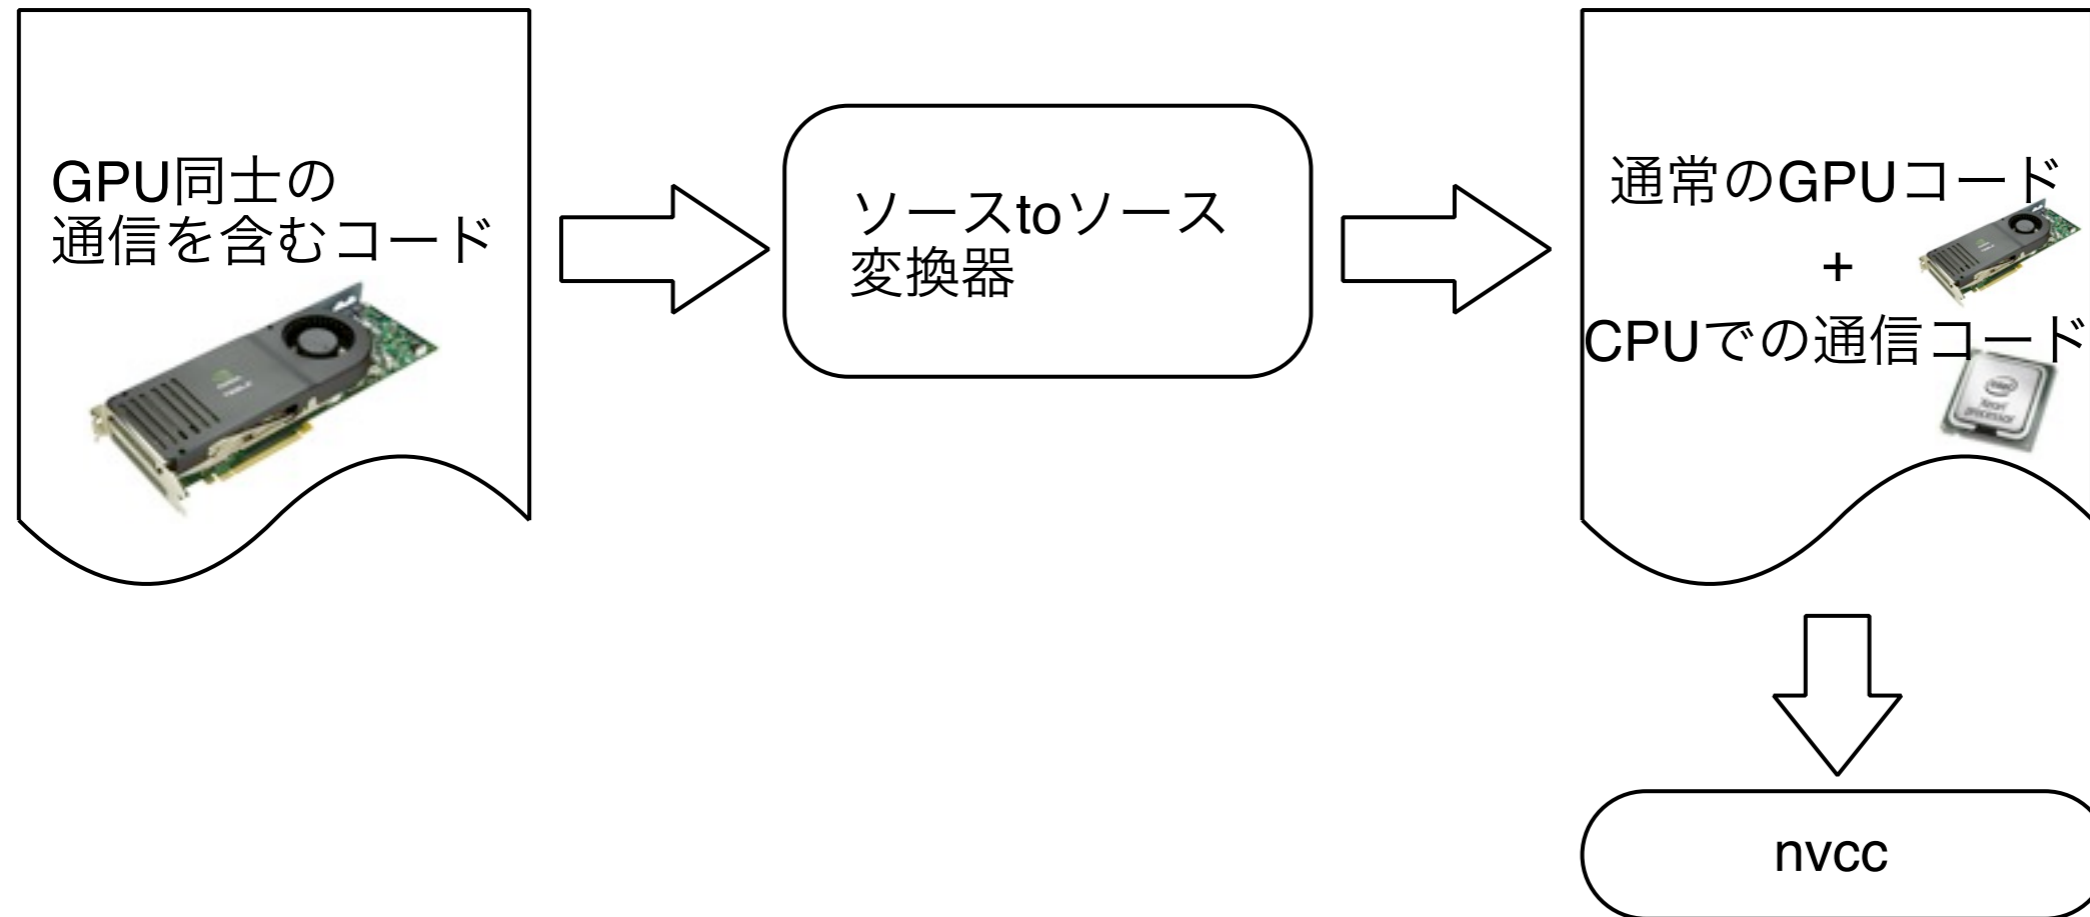 GPU同士の
通信を含むコード
ソースtoソース
変換器
通常のGPUコード
+
CPUでの通信コード
nvcc